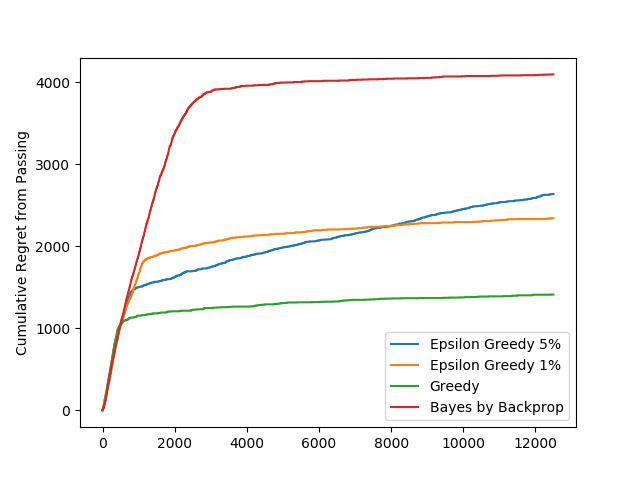 4000
3000
2000
1000
0
Cumulative Regret from Passing
0 2000 4000 6000 8000 10000 12000
Epsilon Greedy 5%
Epsilon Greedy 1%
Greedy
Bayes by Backprop